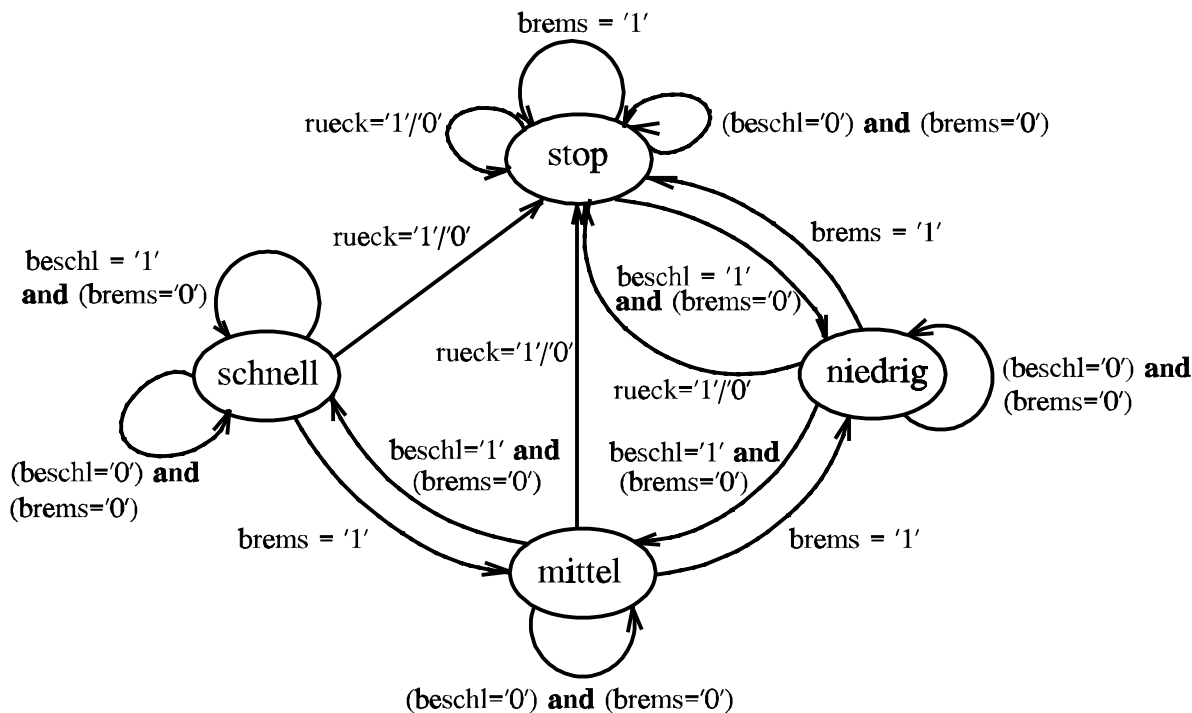 brems = '1'
rueck='1'/'0'
(beschl='0') and (brems='0')
stop
rueck='1'/'0'
brems = '1'
beschl = '1'
and (brems='0')
beschl = '1'
and (brems='0')
rueck='1'/'0'
schnell
niedrig
(beschl='0') and
(brems='0')
rueck='1'/'0'
(beschl='0') and
(brems='0')
beschl='1' and
(brems='0')
beschl='1' and
(brems='0')
brems = '1'
brems = '1'
mittel
(beschl='0') and (brems='0')